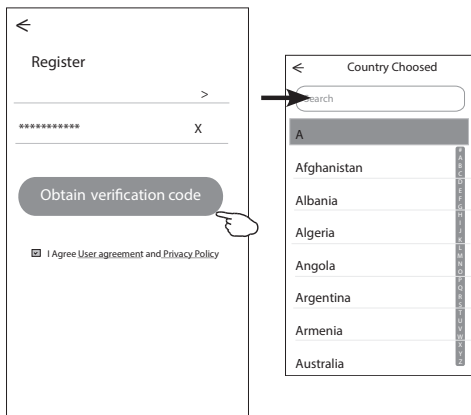 Register
>
*********** X
Obtain verification code
I Agree User agreement and Privacy Policy
Country Choosed
Search
A
Afghanistan
Albania
Algeria
Angola
Argentina
Armenia
Australia
#
A
B
C
D
E
F
G
H
I
J
K
L
M
N
O
P
Q
R
S
T
U
V
W
X
Y
Z